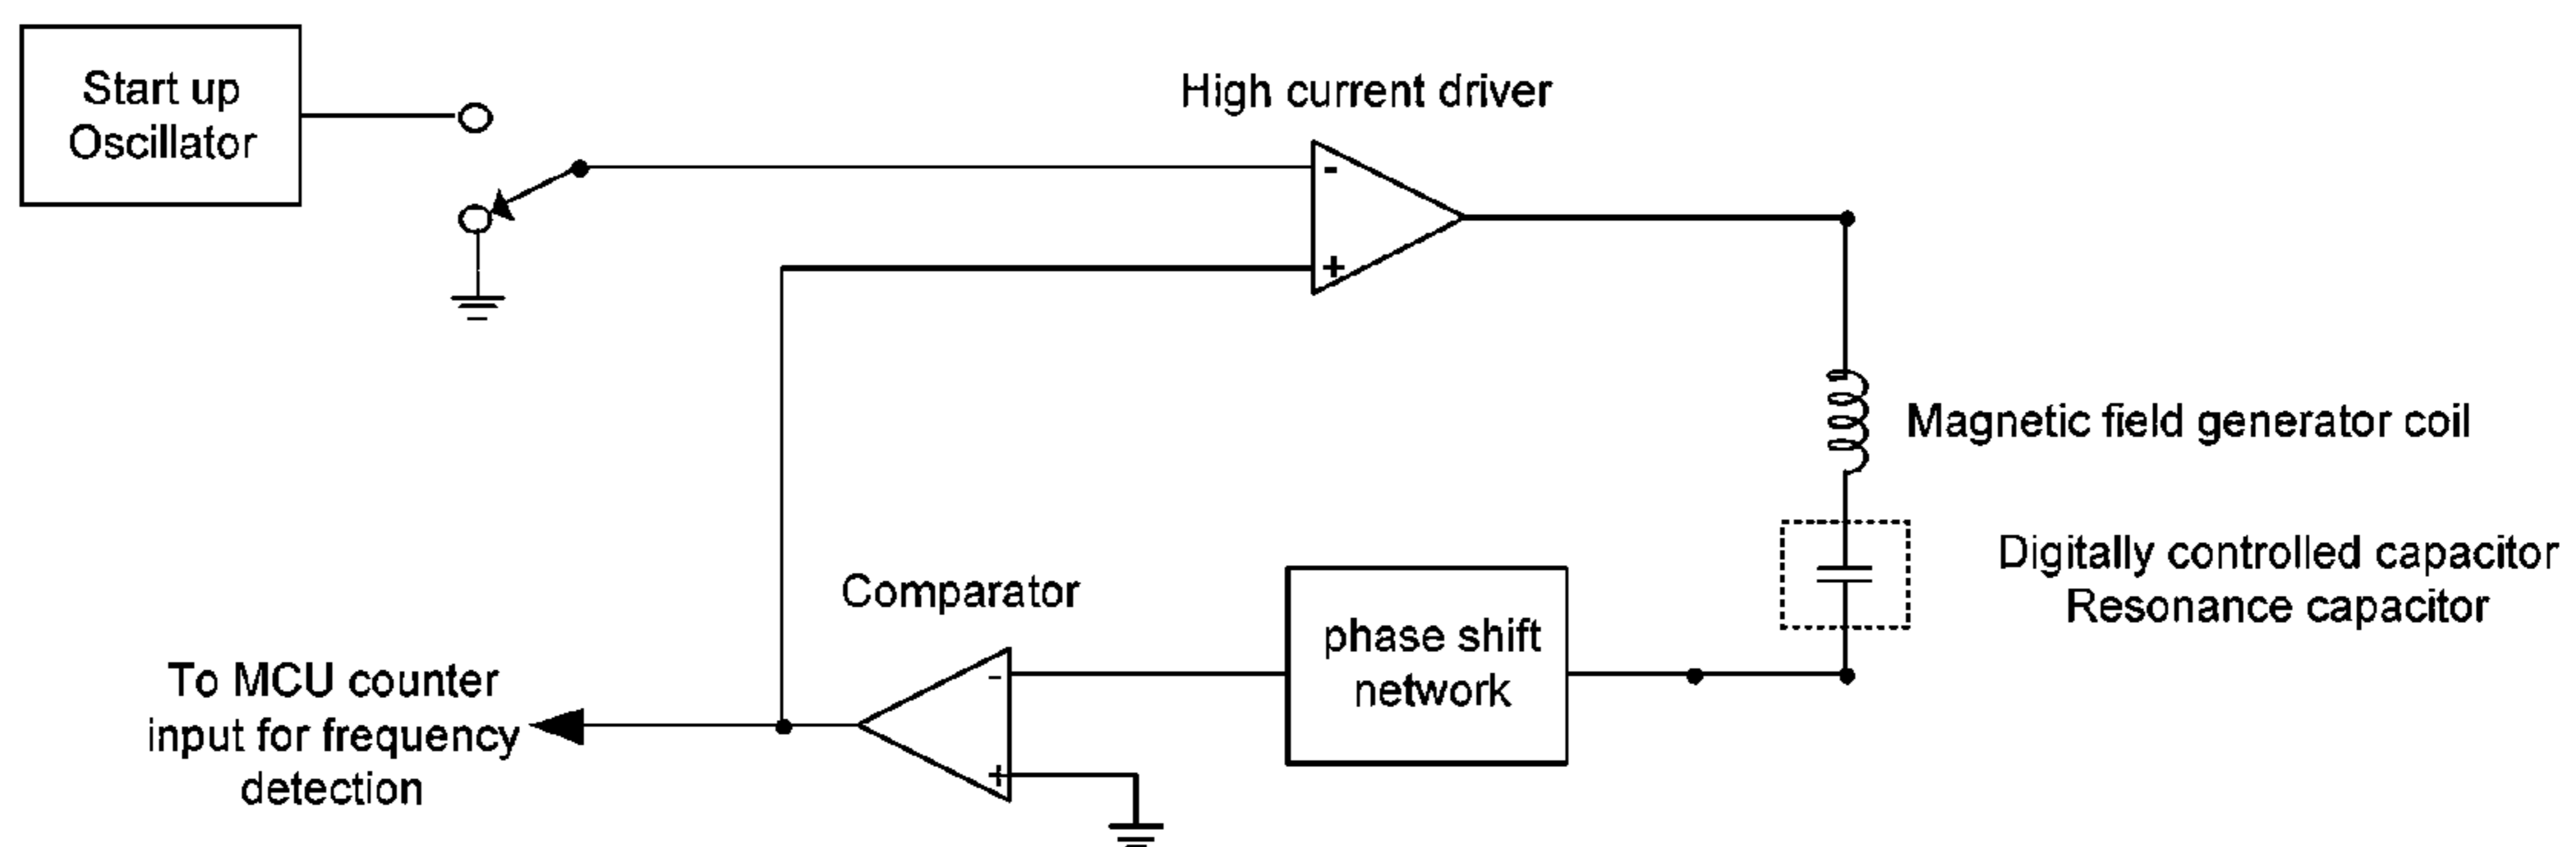 Start up
Oscillator
High current driver
-
+
Magnetic field generator coil
Digitally controlled capacitor
Resonance capacitor
Comparator
phase shift
network
-
+
To MCU counter
input for frequency
detection